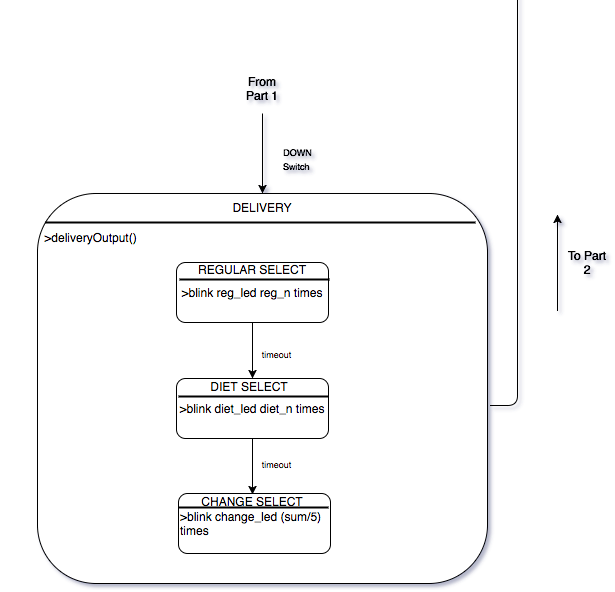 From
Part 1
DOWN
Switch
DELIVERY
>deliveryOutput()
To Part
2
REGULAR SELECT
>blink reg_led reg_n times
timeout
DIET SELECT
>blink diet_led diet_n times
timeout
CHANGE SELECT
>blink change_led (sum/5)
times